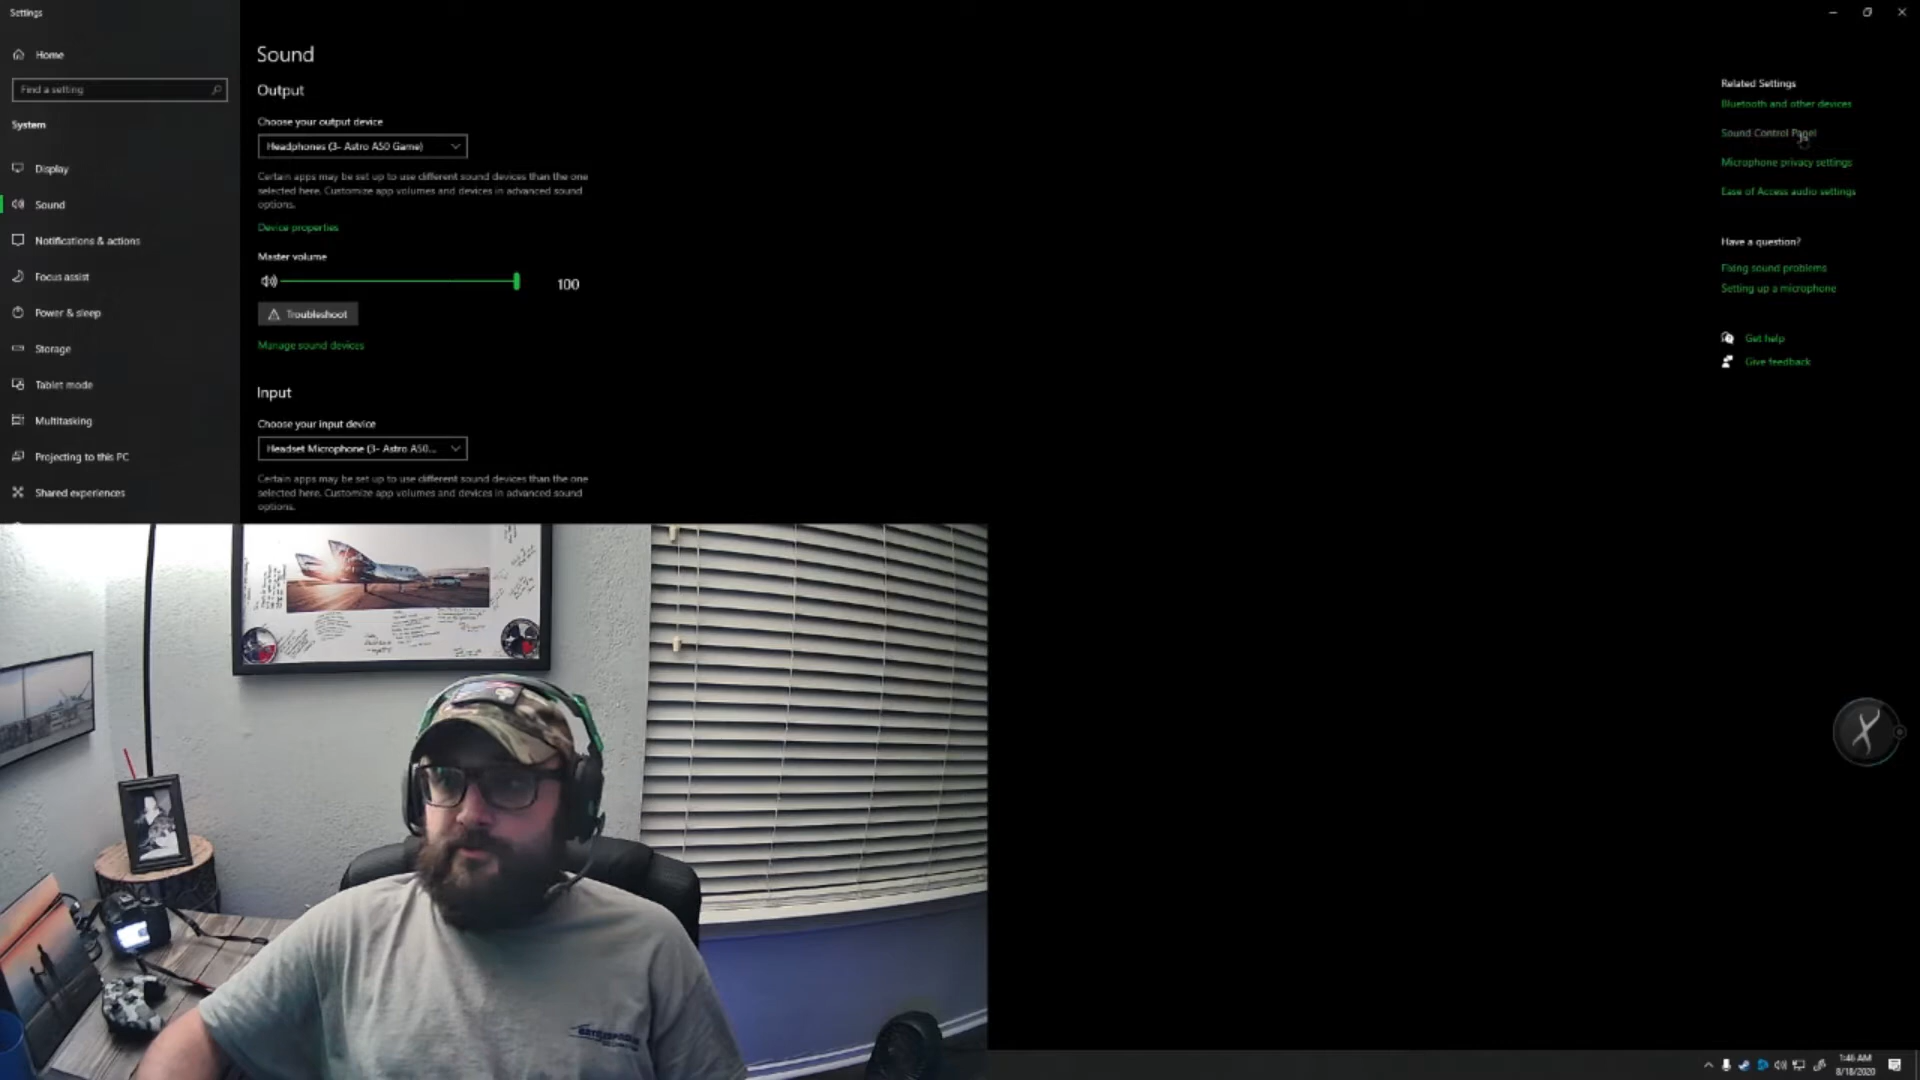 Settings
Home
Find a setting
System
Display
Sound
Notifications & actions
Focus assist
Power & sleep
Storage
Tablet mode
Multitasking
Projecting to this PC
Shared experiences
Sound
Output
Choose your output device
Headphones (3- Astro A50 Game)
Certain apps may be set up to use different sound devices than the one
selected here. Customize app volumes and devices in advanced sound
options.
Device properties
Master volume
100
Troubleshoot
Manage sound devices
Input
Choose your input device
Headset Microphone (3- Astro A50...
Certain apps may be set up to use different sound devices than the one
selected here. Customize app volumes and devices in advanced sound
options.
Related Settings
Bluetooth and other devices
Sound Control Panel
Microphone privacy settings
Ease of Access audio settings
Have a question?
Fixing sound problems
Setting up a microphone
Get help
Give feedback
1:46 AM
8/18/2020